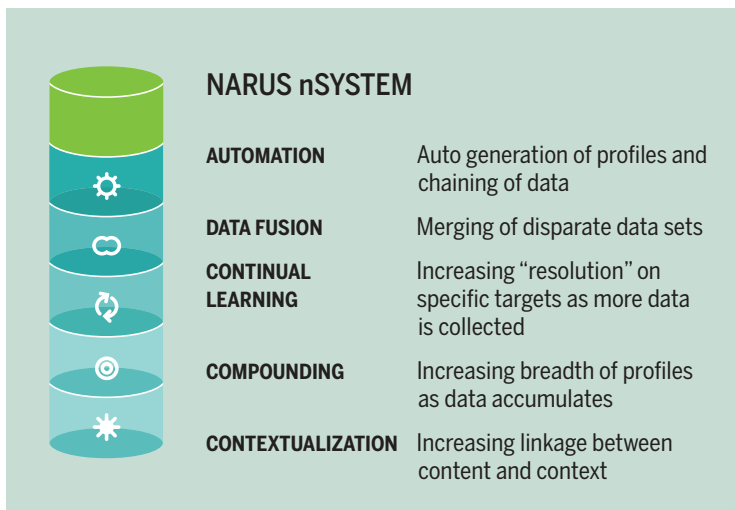 NARUS nSYSTEM
AUTOMATION
Auto generation of profiles and
chaining of data
DATA FUSION
Merging of disparate data sets
CONTINUAL
LEARNING
Increasing “resolution” on
specific targets as more data
is collected
COMPOUNDING
Increasing breadth of profiles
as data accumulates
CONTEXTUALIZATION
Increasing linkage between
content and context